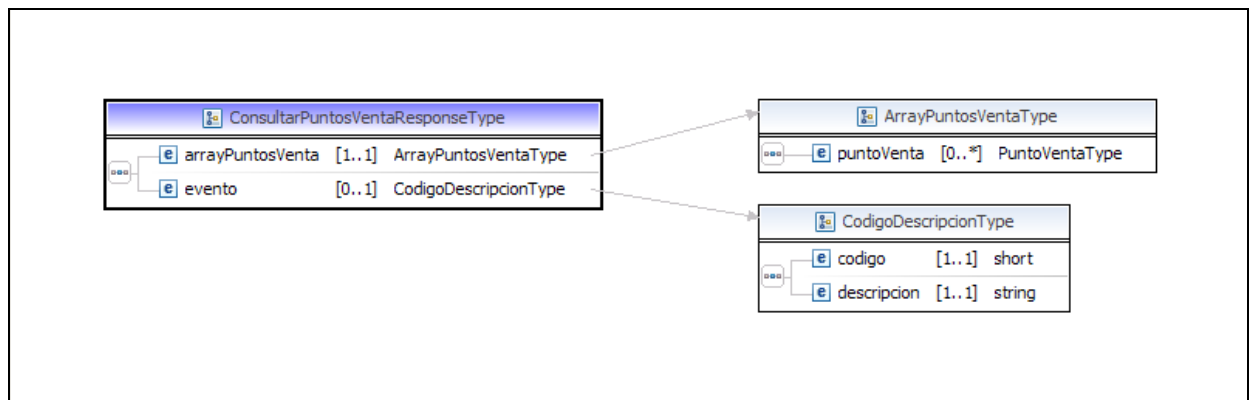 ConsultarPuntosVentaResponseType
e arrayPuntosVenta [1..1] ArrayPuntosVentaType
e evento [0..1] CodigoDescripcionType
ArrayPuntosVentaType
e puntoVenta [0..*] PuntoVentaType
CodigoDescripcionType
e codigo [1..1] short
e descripcion [1..1] string